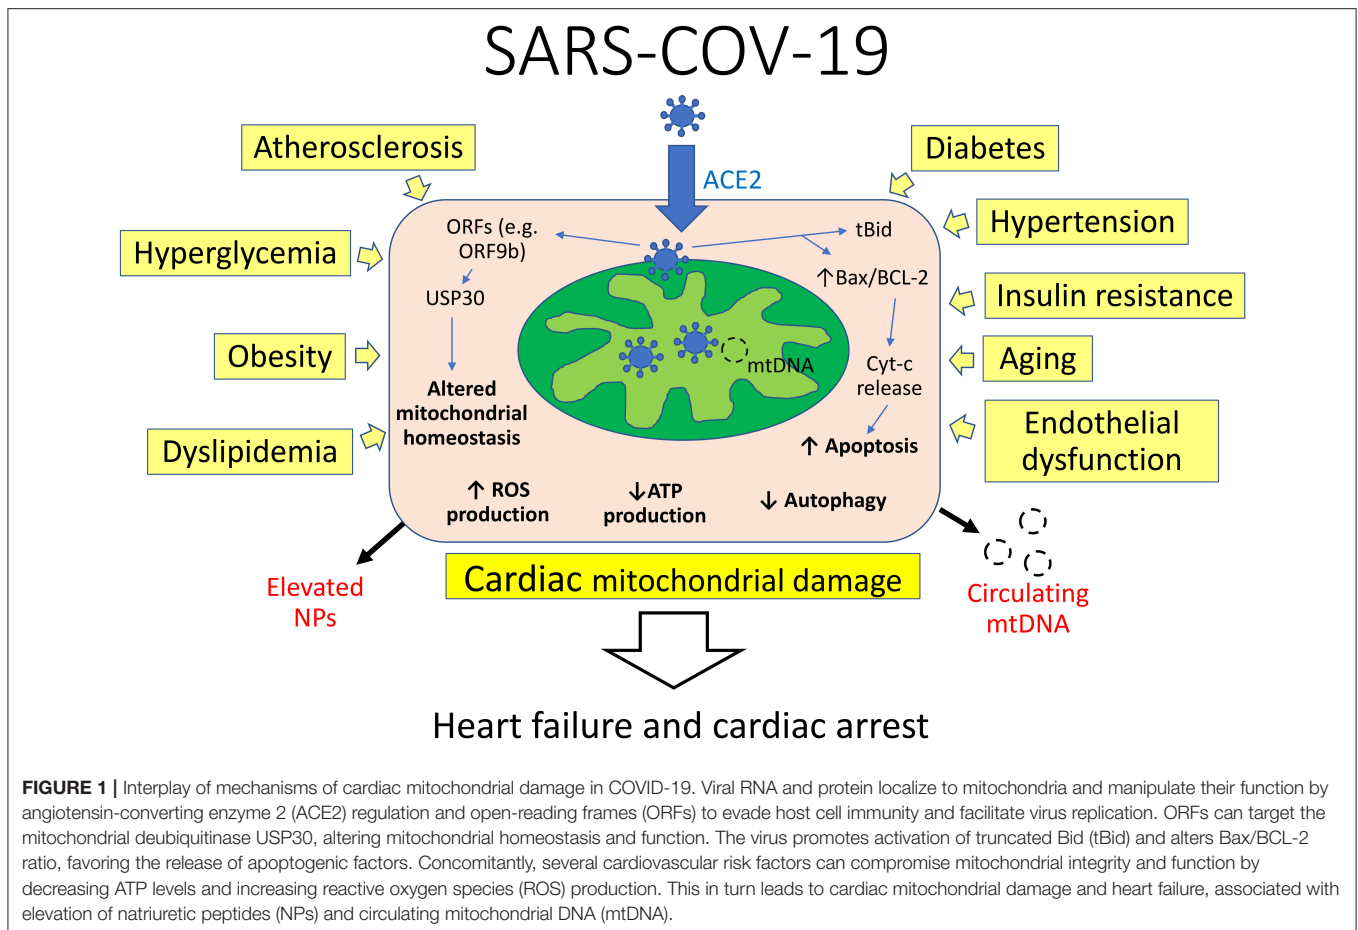 SARS-COV-19
Atherosclerosis
Diabetes
ACE2
Hyperglycemia
Hypertension
ORFs (e.g.
ORF9b)
tBid
USP30
↑Bax/BCL-2
Insulin resistance
Obesity
mtDNA
Cyt-c
release
Aging
Altered
mitochondrial
homeostasis
↑ Apoptosis
Dyslipidemia
Endothelial
dysfunction
↑ ROS
production
↓ATP
production
↓ Autophagy
Elevated
NPs
Cardiac mitochondrial damage
Circulating
mtDNA
Heart failure and cardiac arrest
FIGURE 1 | Interplay of mechanisms of cardiac mitochondrial damage in COVID-19. Viral RNA and protein localize to mitochondria and manipulate their function by
angiotensin-converting enzyme 2 (ACE2) regulation and open-reading frames (ORFs) to evade host cell immunity and facilitate virus replication. ORFs can target the
mitochondrial deubiquitinase USP30, altering mitochondrial homeostasis and function. The virus promotes activation of truncated Bid (tBid) and alters Bax/BCL-2
ratio, favoring the release of apoptogenic factors. Concomitantly, several cardiovascular risk factors can compromise mitochondrial integrity and function by
decreasing ATP levels and increasing reactive oxygen species (ROS) production. This in turn leads to cardiac mitochondrial damage and heart failure, associated with
elevation of natriuretic peptides (NPs) and circulating mitochondrial DNA (mtDNA).